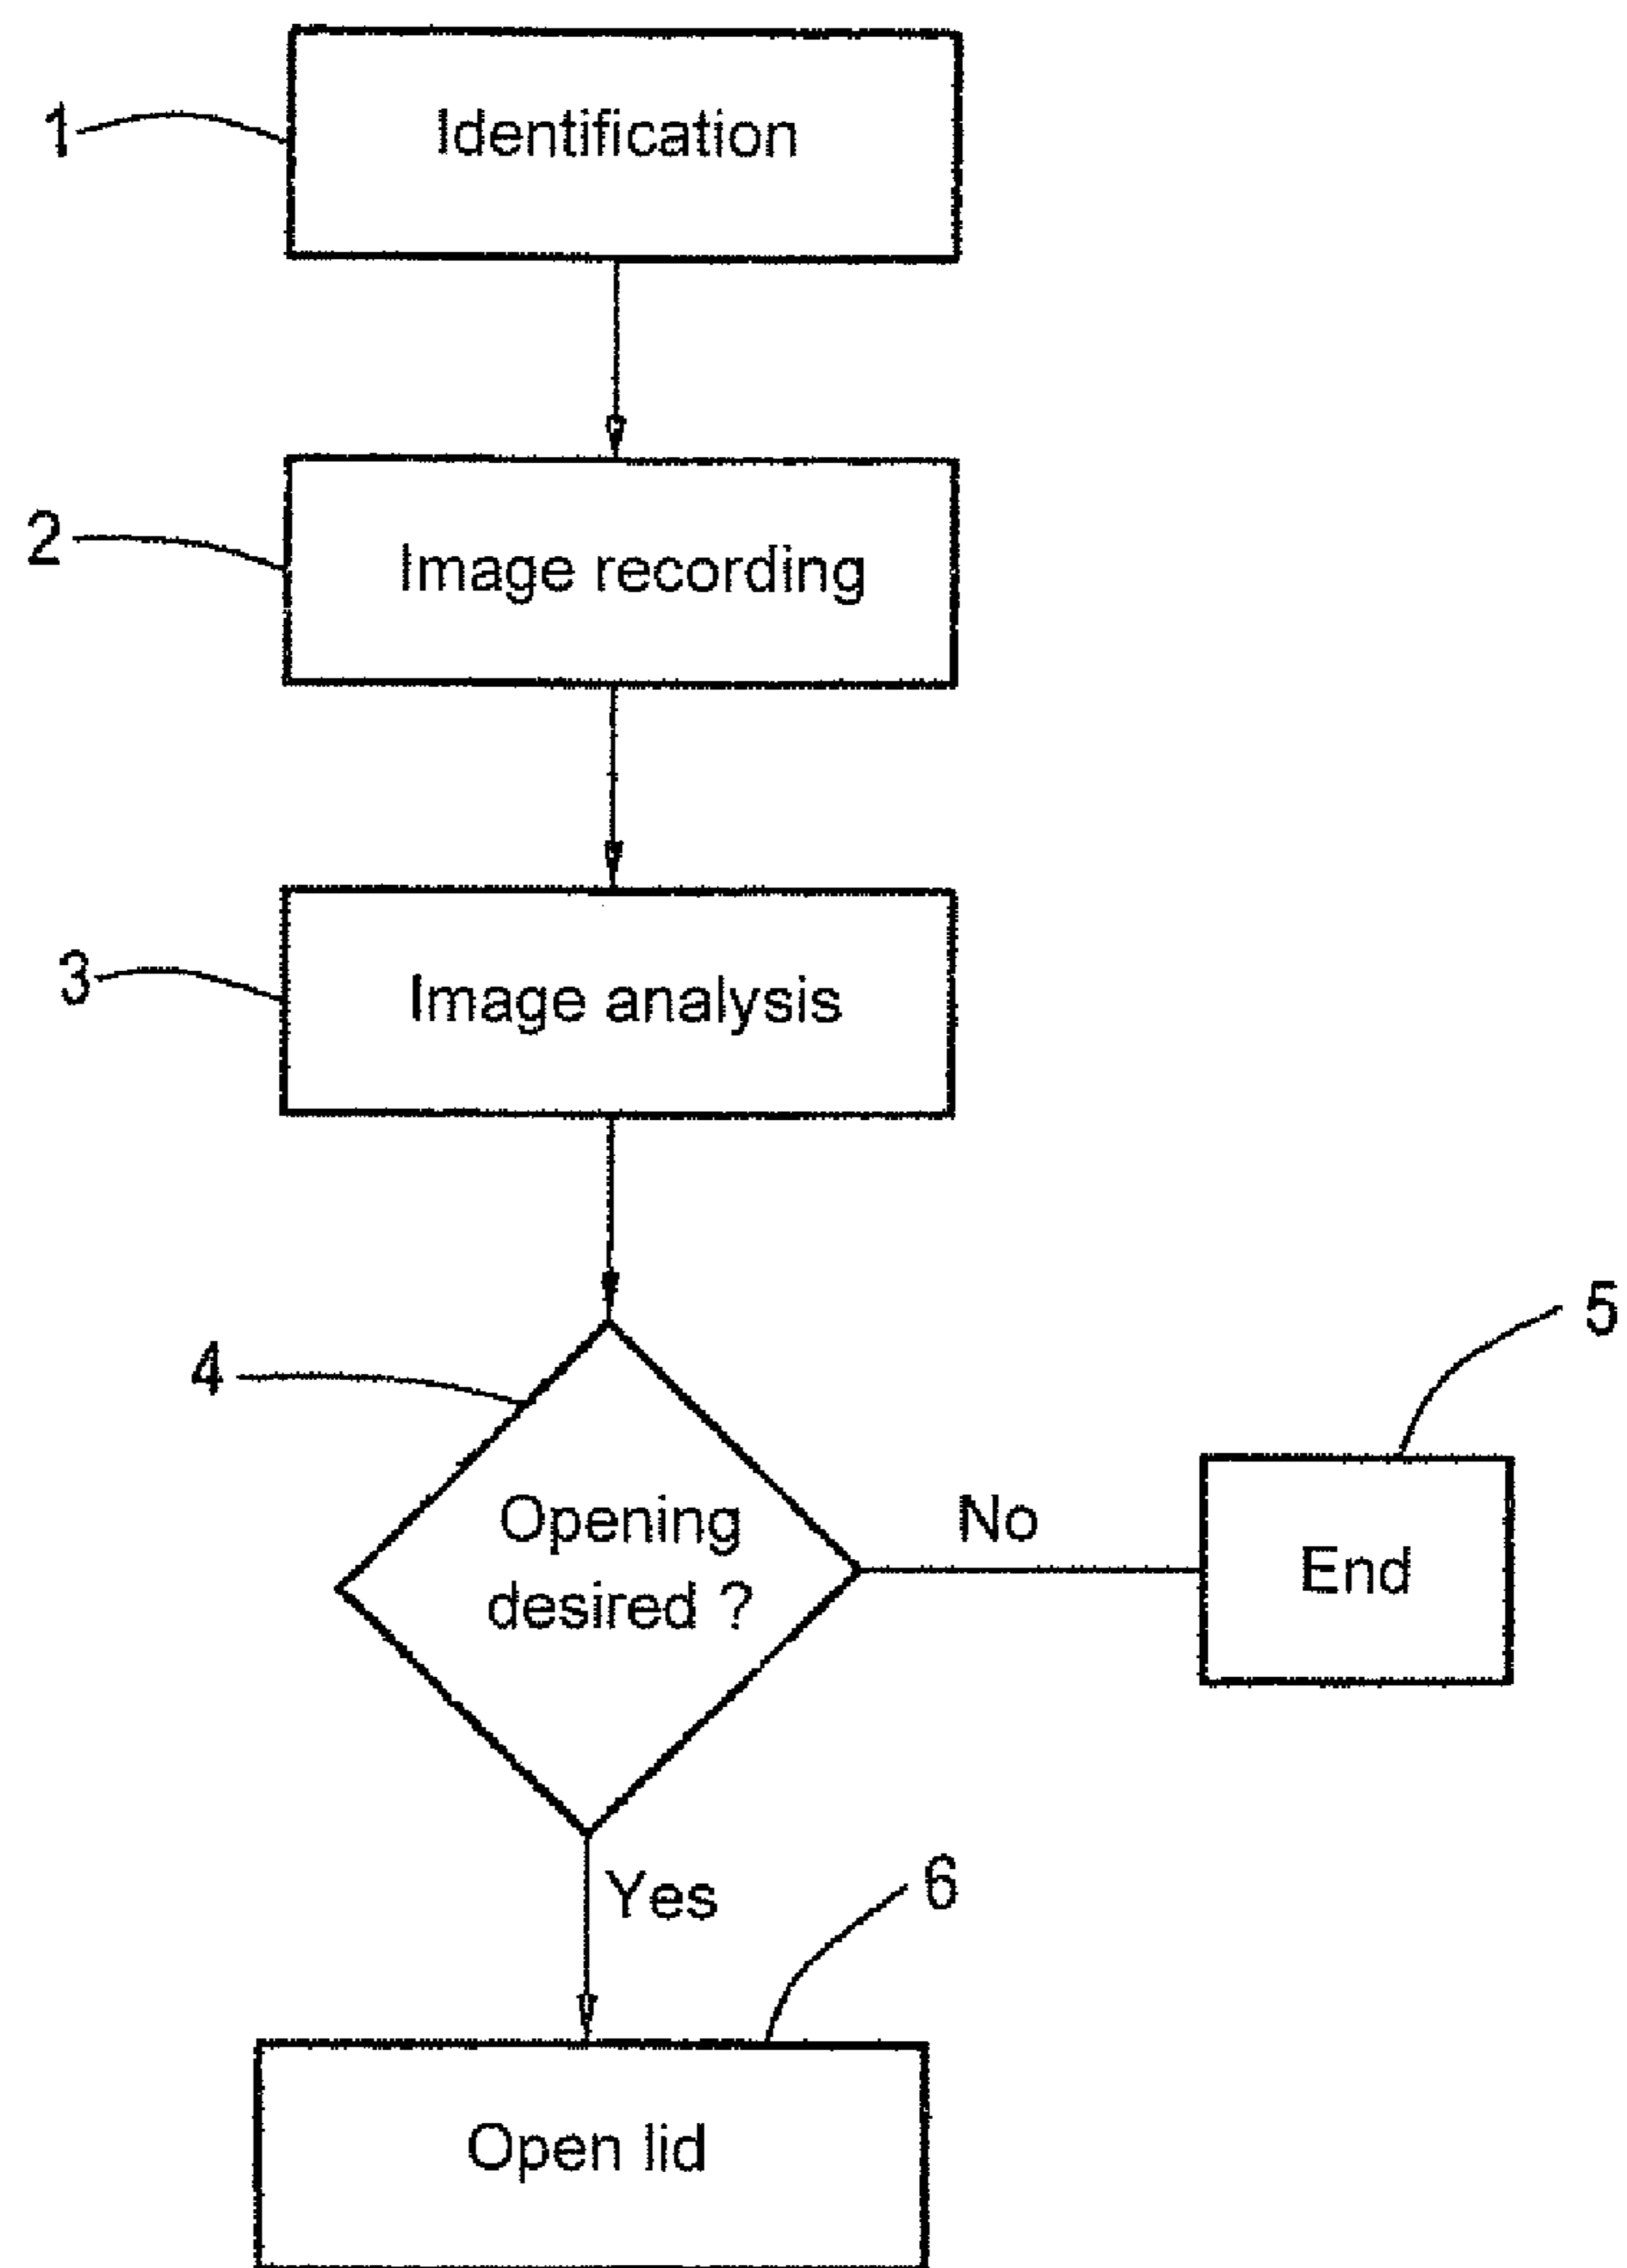 1
Identification
2
Image recording
3
Image analysis
4
Opening
desired ?
No
5
End
Yes
6
Open lid